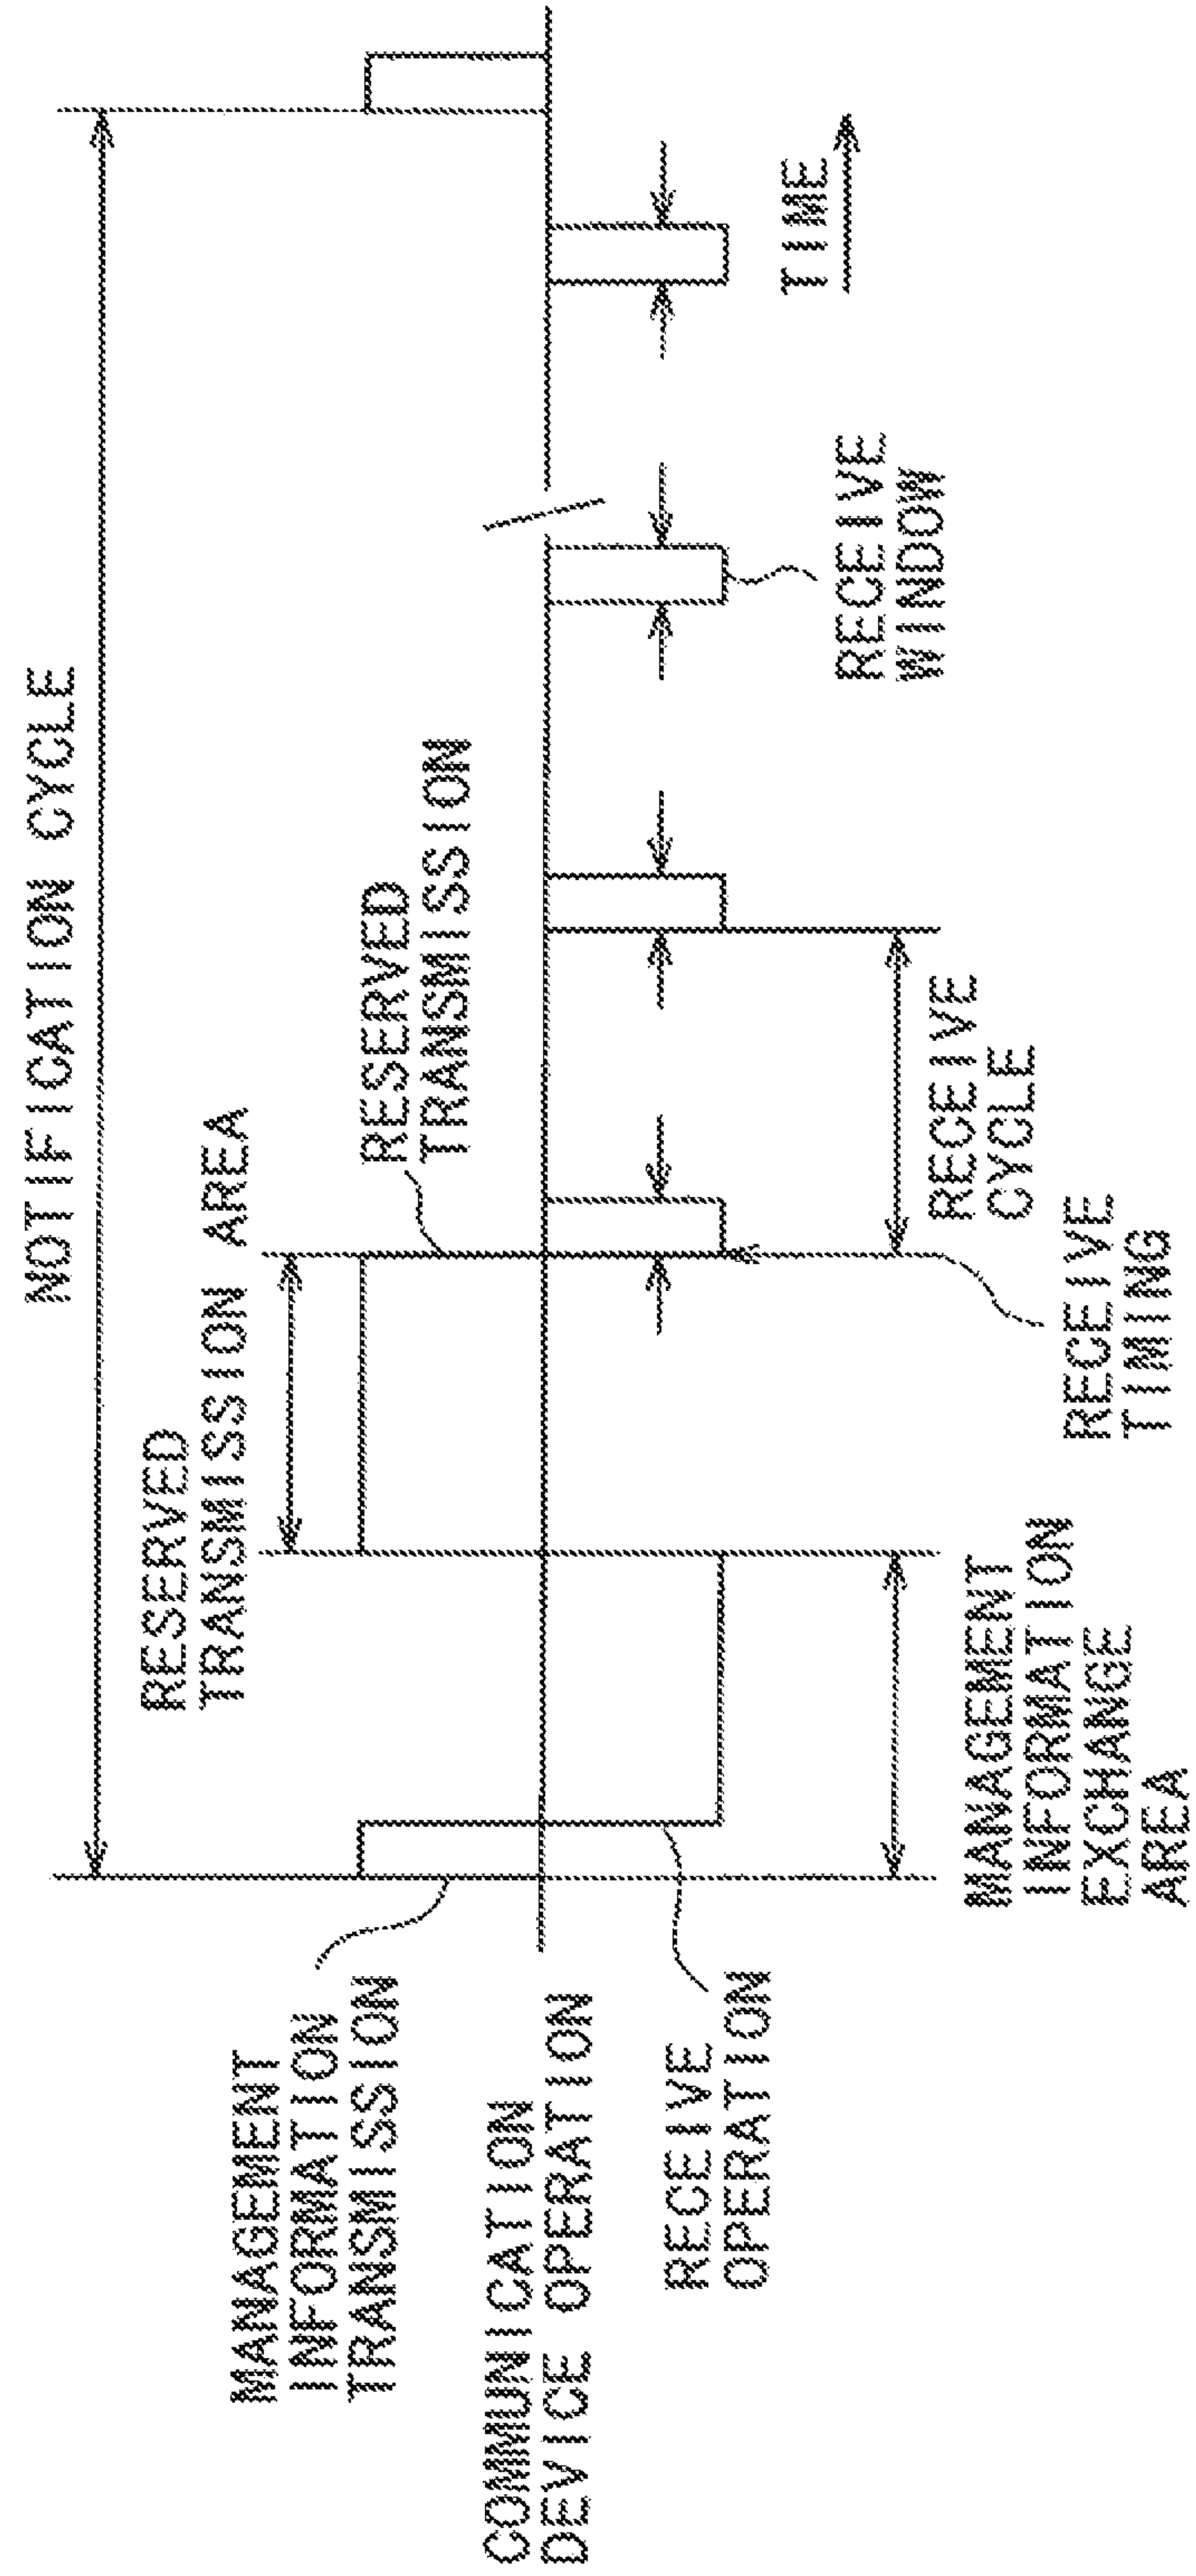 NOTIFICATION CYCLE
RESERVED
TRANSMISSION AREA
MANAGEMENT
INFORMATION
TRANSMISSION
RESERVED
TRANSMISSION
COMMUNICATION
DEVICE OPERATION
RECEIVE
OPERATION
TIME
RECEIVE
WINDOW
RECEIVE
CYCLE
MANAGEMENT
INFORMATION
EXCHANGE
AREA
RECEIVE
TIMING